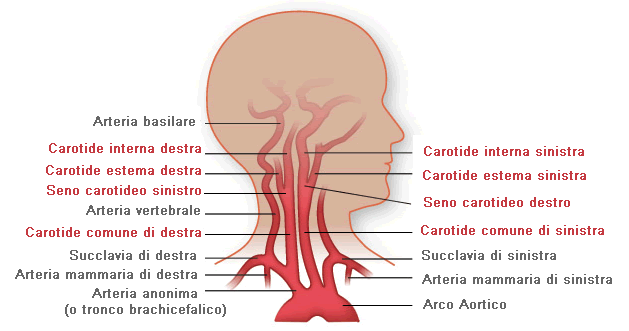 Arteria basilare
Carotide interna destra
Carotide estema destra
Seno carotideo sinistro
Arteria vertebrale
Carotide comune di destra
Succlavia di destra
Arteria mammaria di destra
Arteria anonima
(o tronco brachicefalico)
Carotide interna sinistra
Carotide estema sinistra
Seno carotideo destro
Carotide comune di sinistra
Succlavia di sinistra
Arteria mammaria di sinistra
Arco Aortico